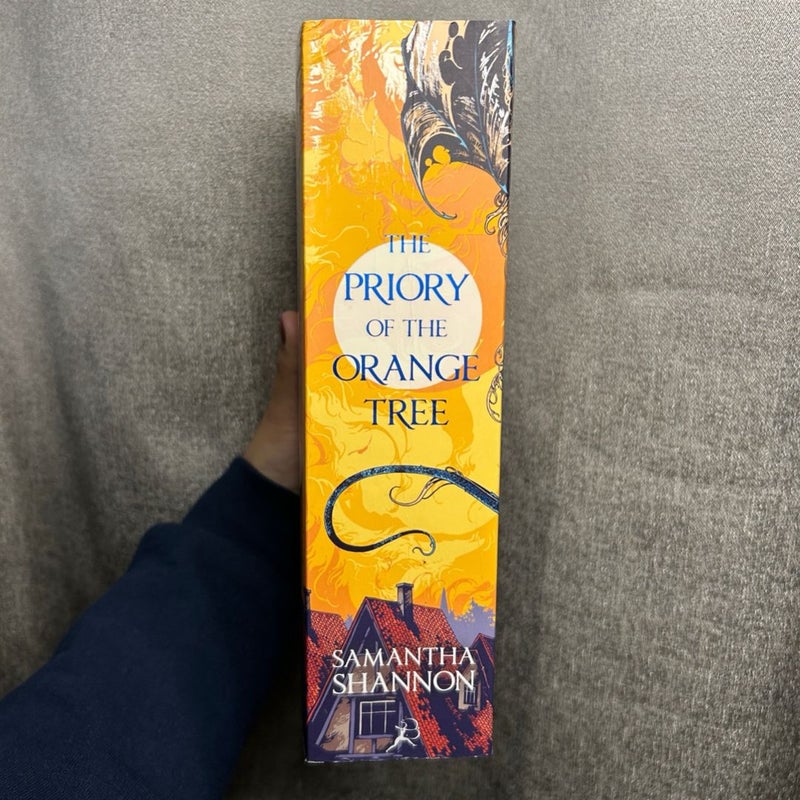 THE
PRIORY
OF THE
ORANGE
TREE
SAMANTHA
SHANNON